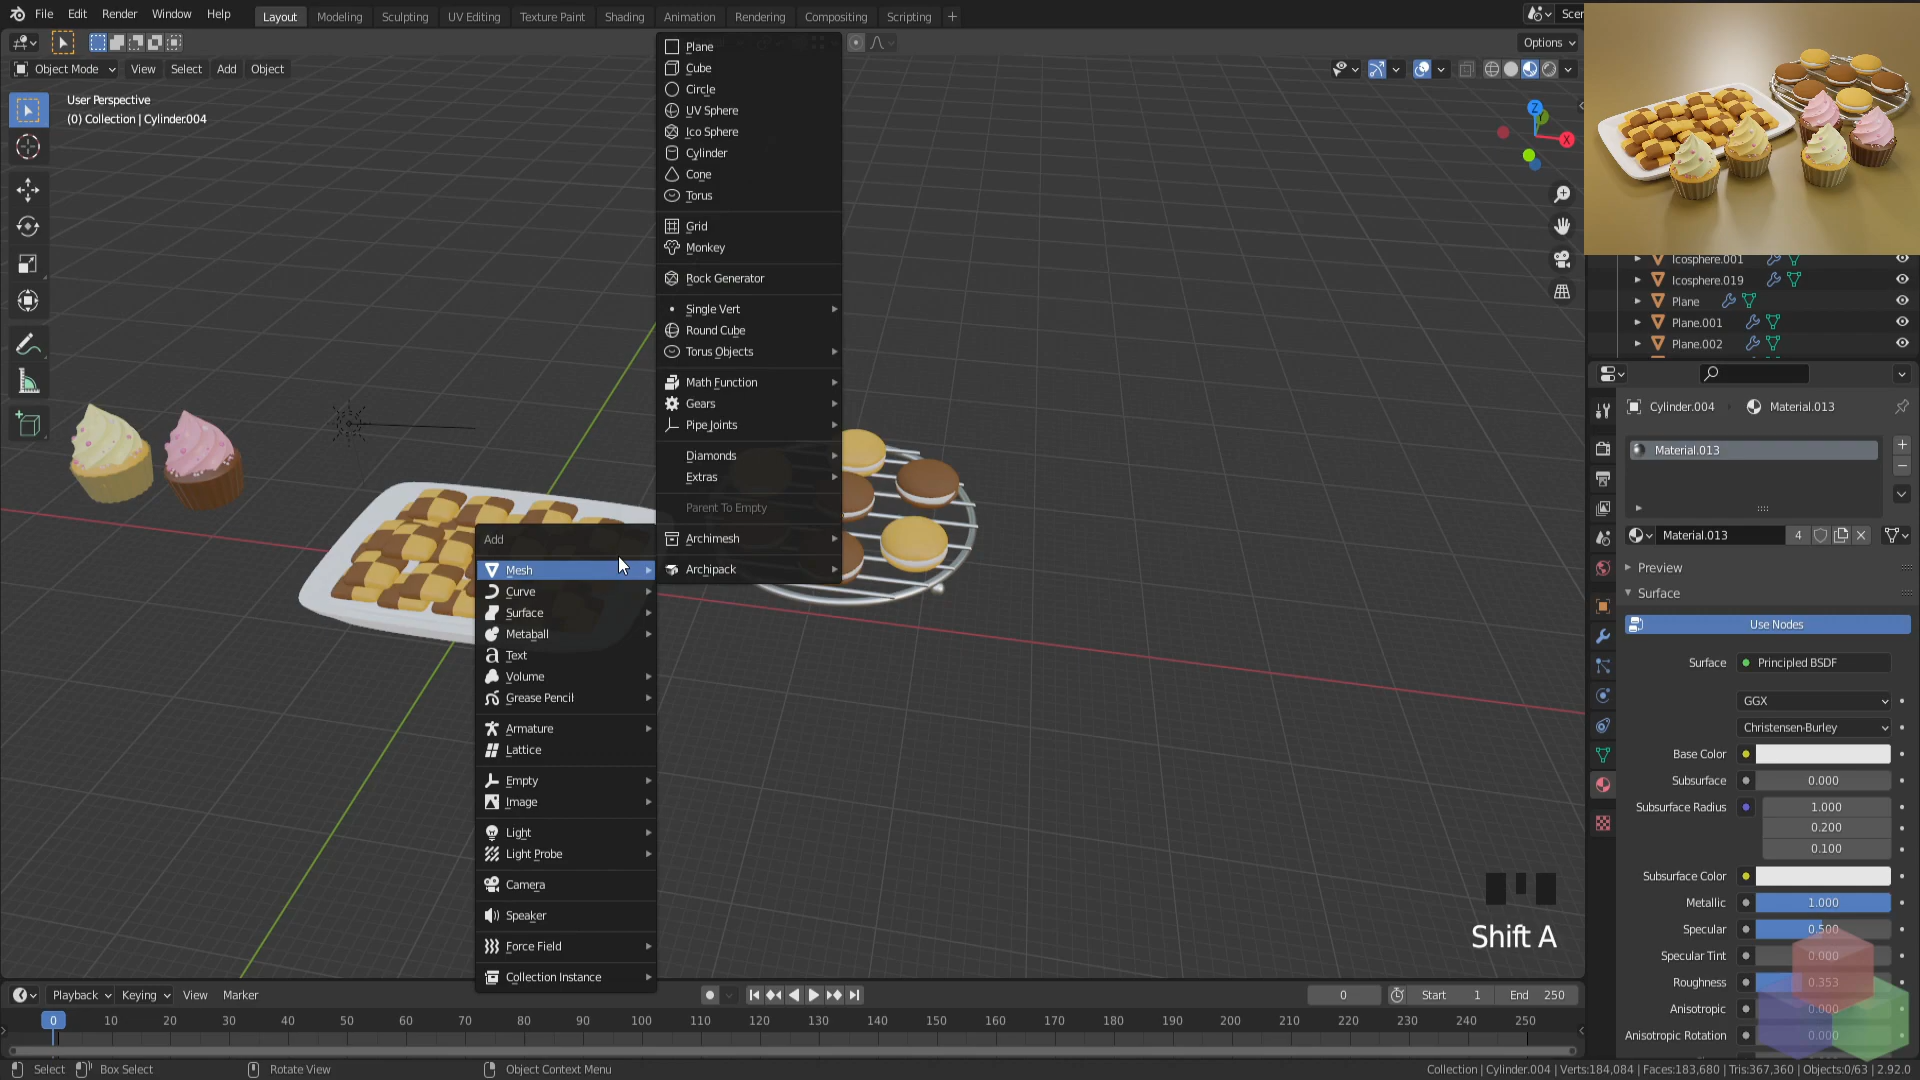 File Edit Render Window Help
Layout Modeling Sculpting UV Editing Texture Paint Shading Animation Rendering Compositing Scripting +
Scen
Options
Object Mode View Select Add Object
User Perspective
(0) Collection | Cylinder.004
Z
X
Plane
Cube
Circle
UV Sphere
Ico Sphere
Cylinder
Cone
Torus
Grid
Monkey
Rock Generator
Single Vert
Round Cube
Torus Objects
Math Function
Gears
Pipe Joints
Diamonds
Extras
Parent To Empty
Archimesh
Archipack
Add
Mesh
Curve
Surface
Metaball
Text
Volume
Grease Pencil
Armature
Lattice
Empty
Image
Light
Light Probe
Camera
Speaker
Force Field
Collection Instance
Shift A
Icosphere.001
Icosphere.019
Plane
Plane.001
Plane.002
Cylinder.004 Material.013
Material.013
Material.013 4
Preview
Surface
Use Nodes
Surface Principled BSDF
GGX
Christensen-Burley
Base Color
Subsurface 0.000
Subsurface Radius 1.000
0.200
0.100
Subsurface Color
Metallic 1.000
Specular 0.500
Specular Tint 0.000
Roughness 0.353
Anisotropic 0.000
Anisotropic Rotation 0.000
Playback Keying View Marker
0 Start 1 End 250
0 10 20 30 40 50 60 70 80 90 100 110 120 130 140 150 160 170 180 190 200 210 220 230 240 250
Select Box Select Rotate View Object Context Menu
Collection | Cylinder.004 | Verts:184,084 | Faces:183,680 | Tris:367,360 | Objects:0/63 | 2.92.0